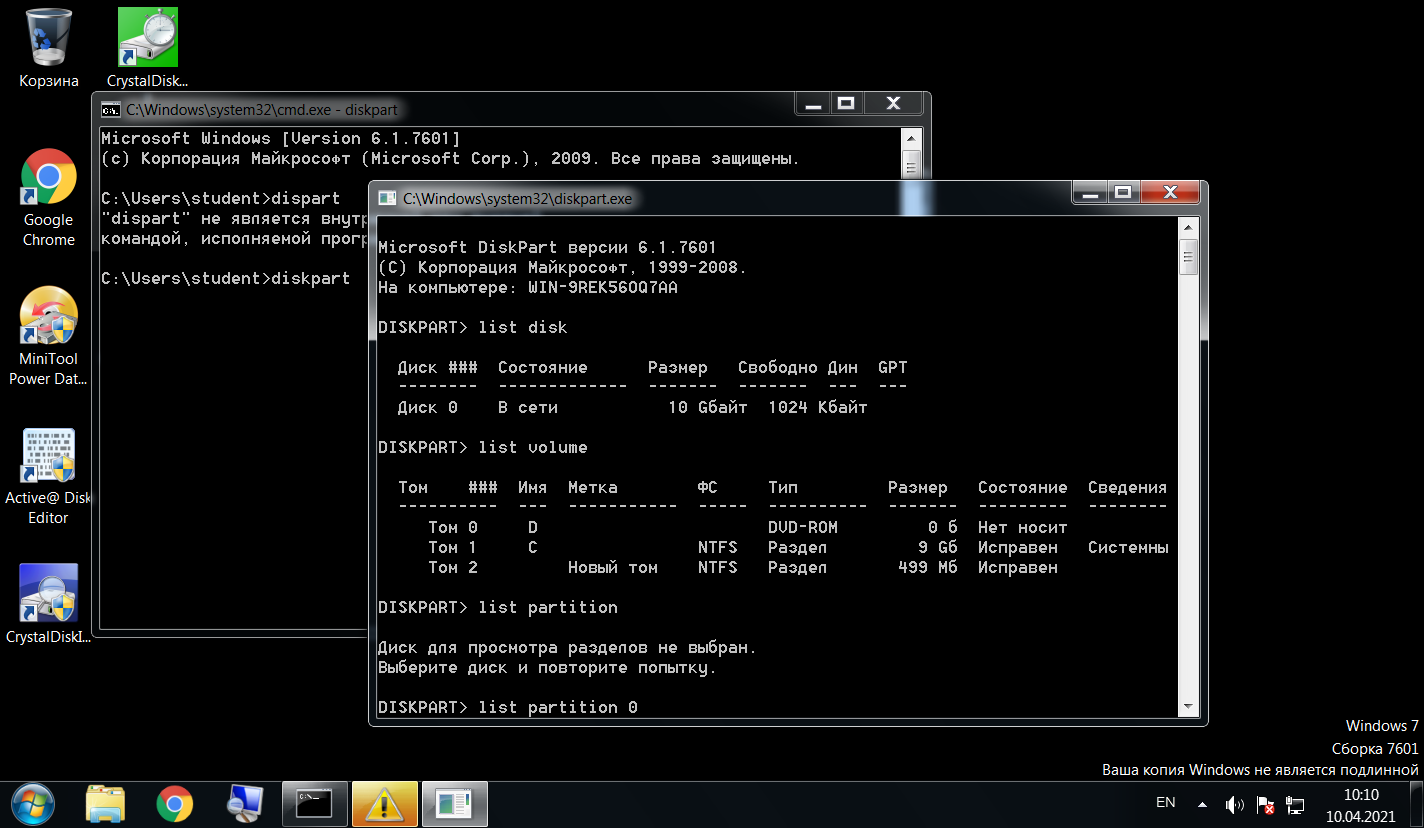 Корзина
CrystalDisk...
Google
Chrome
MiniTool
Power Dat...
Active@ Disk
Editor
CrystalDiskI...
C:\Windows\system32\cmd.exe - diskpart
Microsoft Windows [Version 6.1.7601]
(c) Корпорация Майкрософт (Microsoft Corp.), 2009. Все права защищены.
C:\Users\student>dispart
"dispart" не является внутр
командой, исполняемой прогр
C:\Users\student>diskpart
C:\Windows\system32\diskpart.exe
Microsoft DiskPart версии 6.1.7601
(C) Корпорация Майкрософт, 1999-2008.
На компьютере: WIN-9REK56OQ7AA
DISKPART> list disk
Диск ### Состояние Размер Свободно Дин GPT
-------- ------------- ------- ------- --- ---
Диск 0 В сети 10 Gбайт 1024 Kбайт
DISKPART> list volume
Том ### Имя Метка ФС Тип Размер Состояние Сведения
---------- --- ----------- ----- ---------- ------- --------- --------
Том 0 D DVD-ROM 0 б Нет носит
Том 1 C NTFS Раздел 9 Gб Исправен Системны
Том 2 Новый том NTFS Раздел 499 Mб Исправен
DISKPART> list partition
Диск для просмотра разделов не выбран.
Выберите диск и повторите попытку.
DISKPART> list partition 0
Windows 7
Сборка 7601
Ваша копия Windows не является подлинной
EN
10:10
10.04.2021